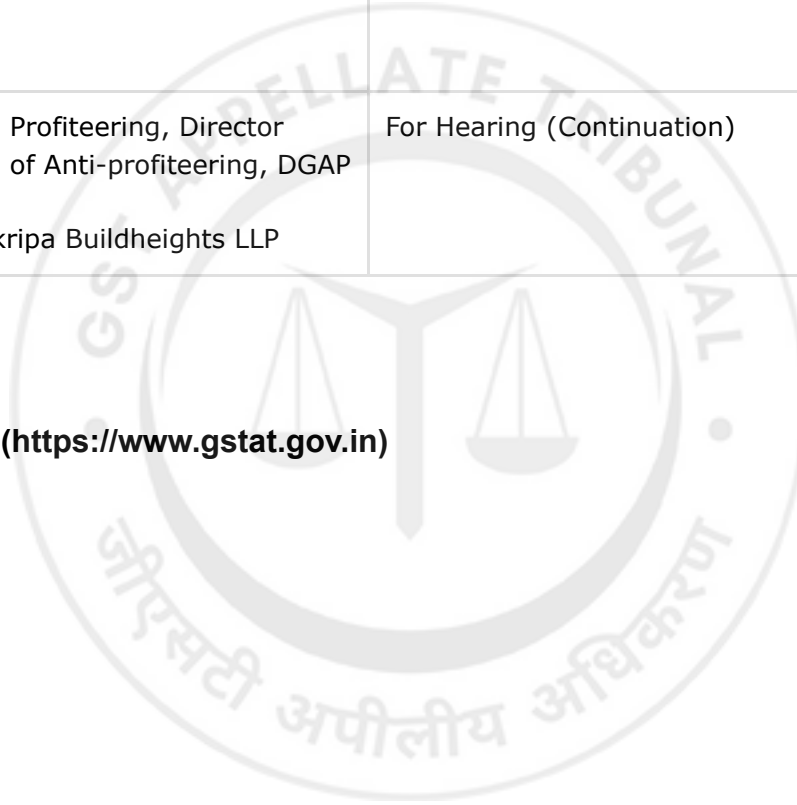 Profiteering, Director
of Anti-profiteering, DGAP
For Hearing (Continuation)
kripa Buildheights LLP
(https://www.gstat.gov.in)
GST APPELLATE TRIBUNAL
जीएसटी अपीलीय अधिकरण